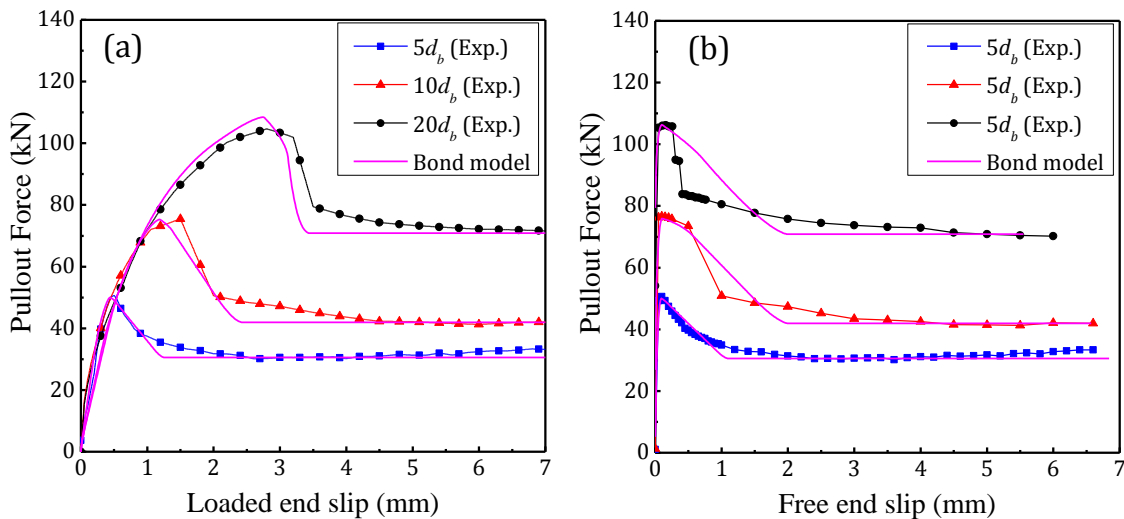 (a)
5d_b (Exp.)
10d_b (Exp.)
20d_b (Exp.)
Bond model
Pullout Force (kN)
140
120
100
80
60
40
20
0
0 1 2 3 4 5 6 7
Loaded end slip (mm)
(b)
5d_b (Exp.)
5d_b (Exp.)
5d_b (Exp.)
Bond model
Pullout Force (kN)
140
120
100
80
60
40
20
0
0 1 2 3 4 5 6 7
Free end slip (mm)